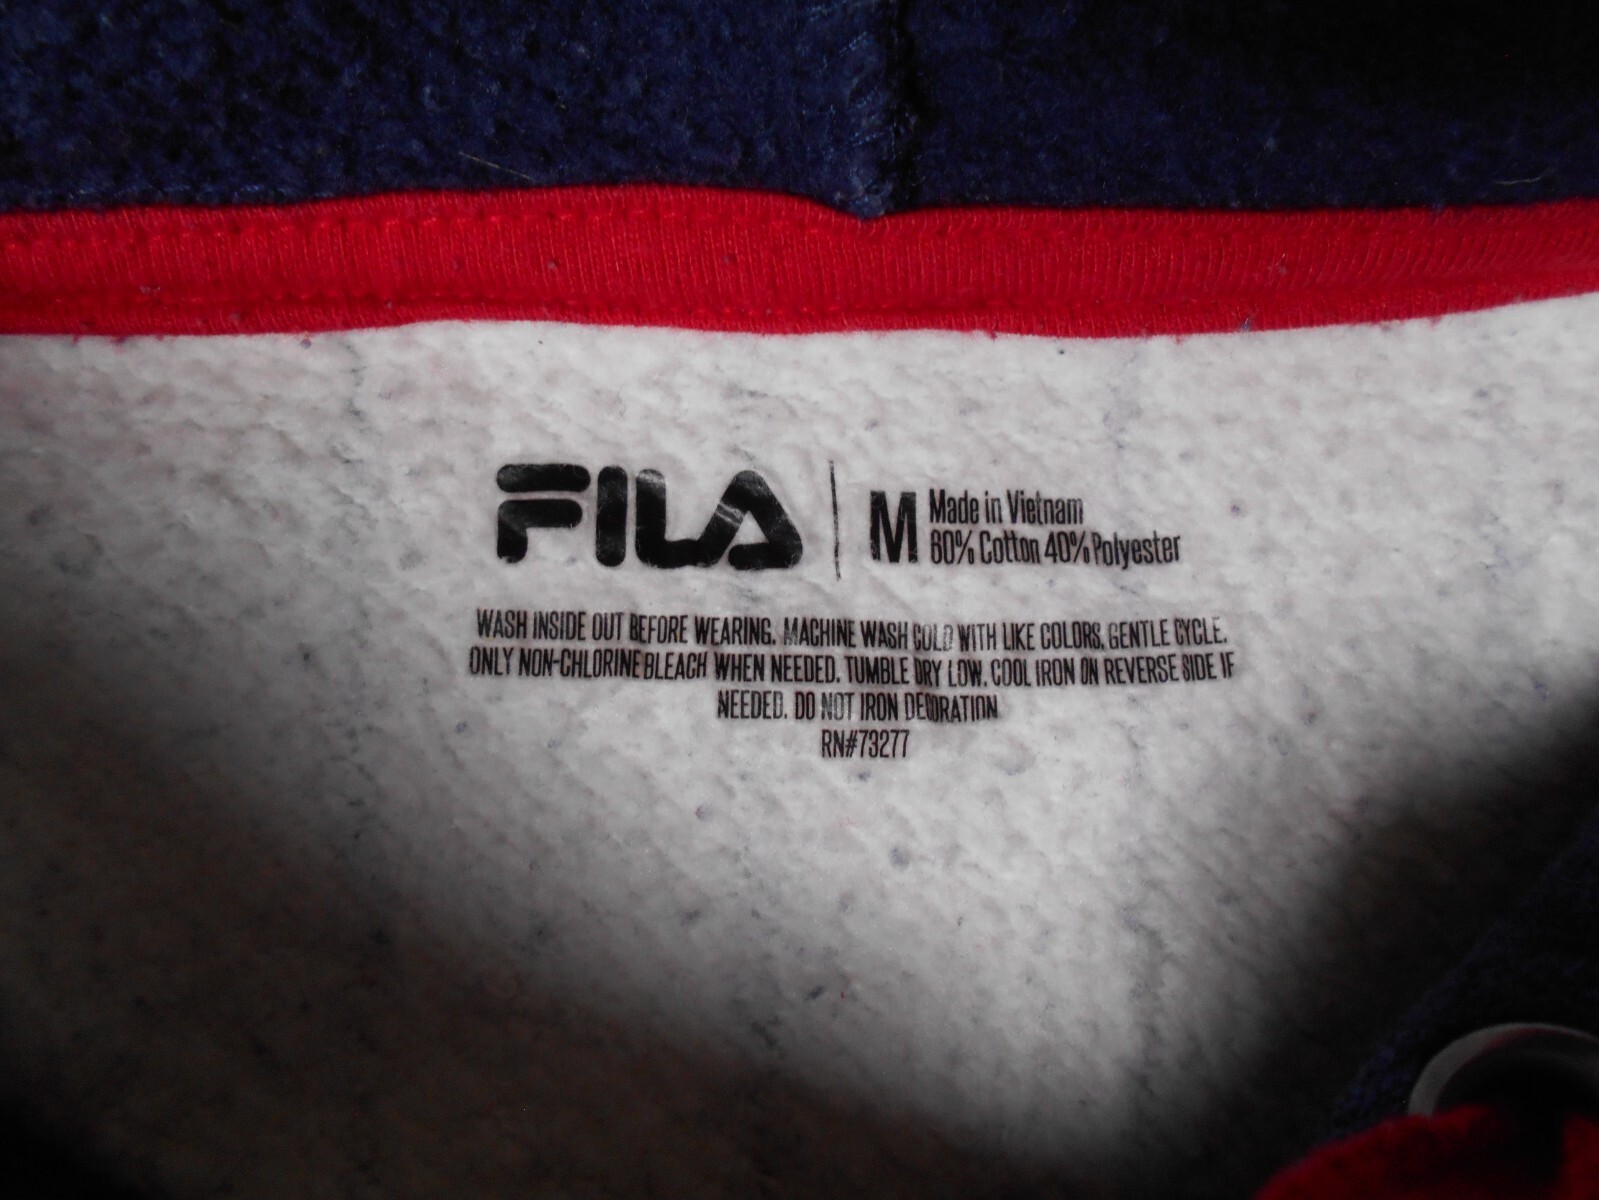 FILA
M
Made in Vietnam
60% Cotton 40% Polyester
WASH INSIDE OUT BEFORE WEARING. MACHINE WASH COLD WITH LIKE COLORS. GENTLE CYCLE.
ONLY NON-CHLORINE BLEACH WHEN NEEDED. TUMBLE DRY LOW. COOL IRON ON REVERSE SIDE IF
NEEDED. DO NOT IRON DECORATION
RN#73277